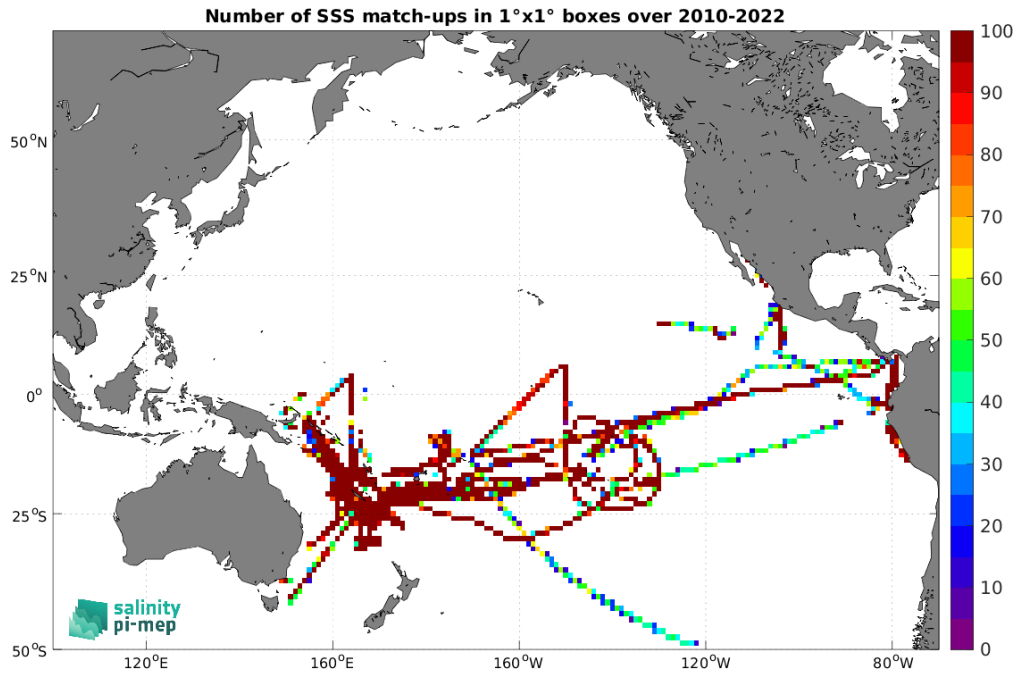 Number of SSS match-ups in 1°x1° boxes over 2010-2022
100
90
80
70
60
50
40
30
20
10
0
50°N
25°N
0°
25°S
50°S
120°E
160°E
160°W
120°W
80°W
salinity
pi-mep